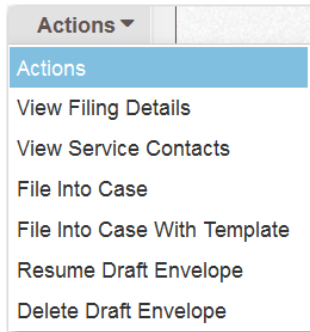 Actions
Actions
View Filing Details
View Service Contacts
File Into Case
File Into Case With Template
Resume Draft Envelope
Delete Draft Envelope